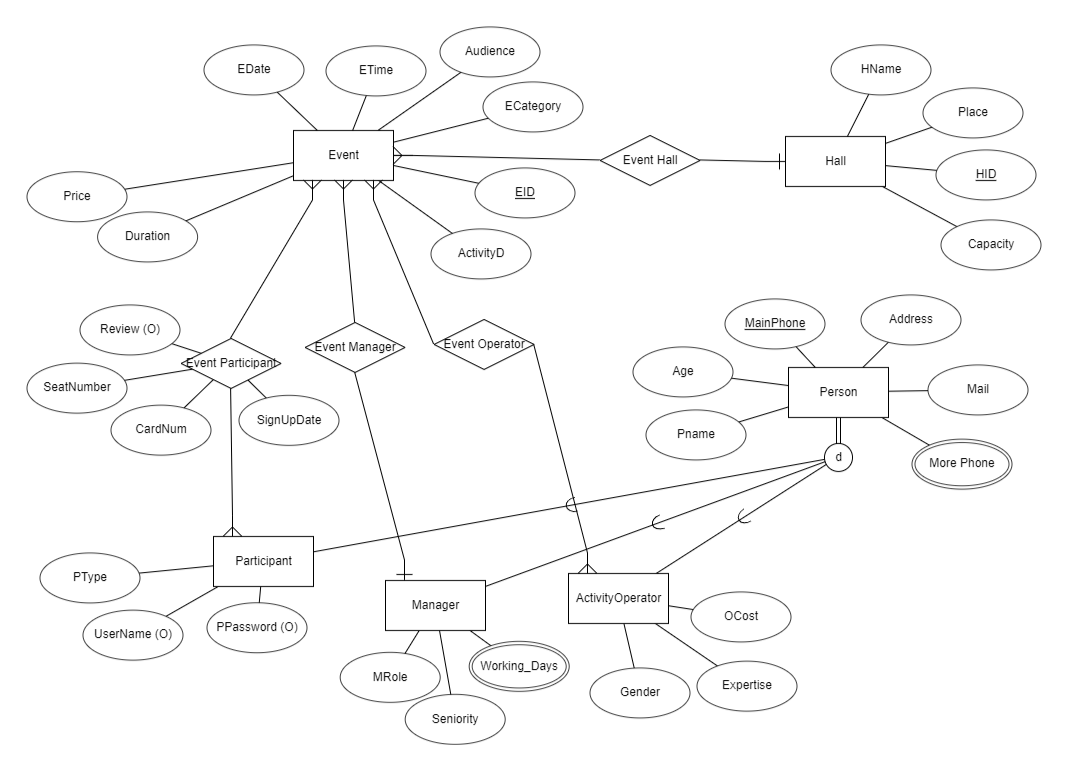 Audience
EDate
ETime
HName
ECategory
Place
Event
Event Hall
Hall
HID
EID
Price
Duration
ActivityD
Capacity
MainPhone
Address
Review (O)
Event Manager
Event Operator
Event Participant
Age
SeatNumber
Person
Mail
SignUpDate
CardNum
Pname
d
More Phone
Participant
PType
ActivityOperator
Manager
OCost
UserName (O)
PPassword (O)
Working_Days
MRole
Expertise
Gender
Seniority